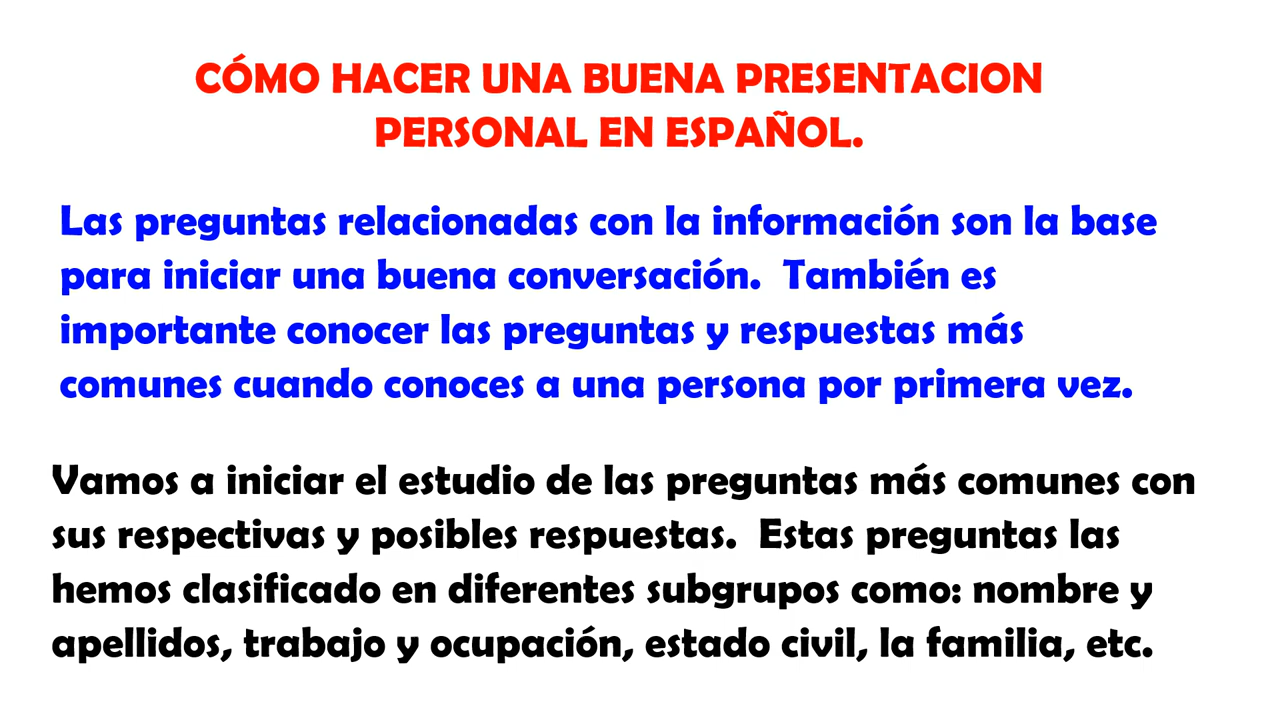 CÓMO HACER UNA BUENA PRESENTACION
PERSONAL EN ESPAÑOL.
Las preguntas relacionadas con la información son la base
para iniciar una buena conversación.  También es
importante conocer las preguntas y respuestas más
comunes cuando conoces a una persona por primera vez.
Vamos a iniciar el estudio de las preguntas más comunes con
sus respectivas y posibles respuestas.  Estas preguntas las
hemos clasificado en diferentes subgrupos como: nombre y
apellidos, trabajo y ocupación, estado civil, la familia, etc.